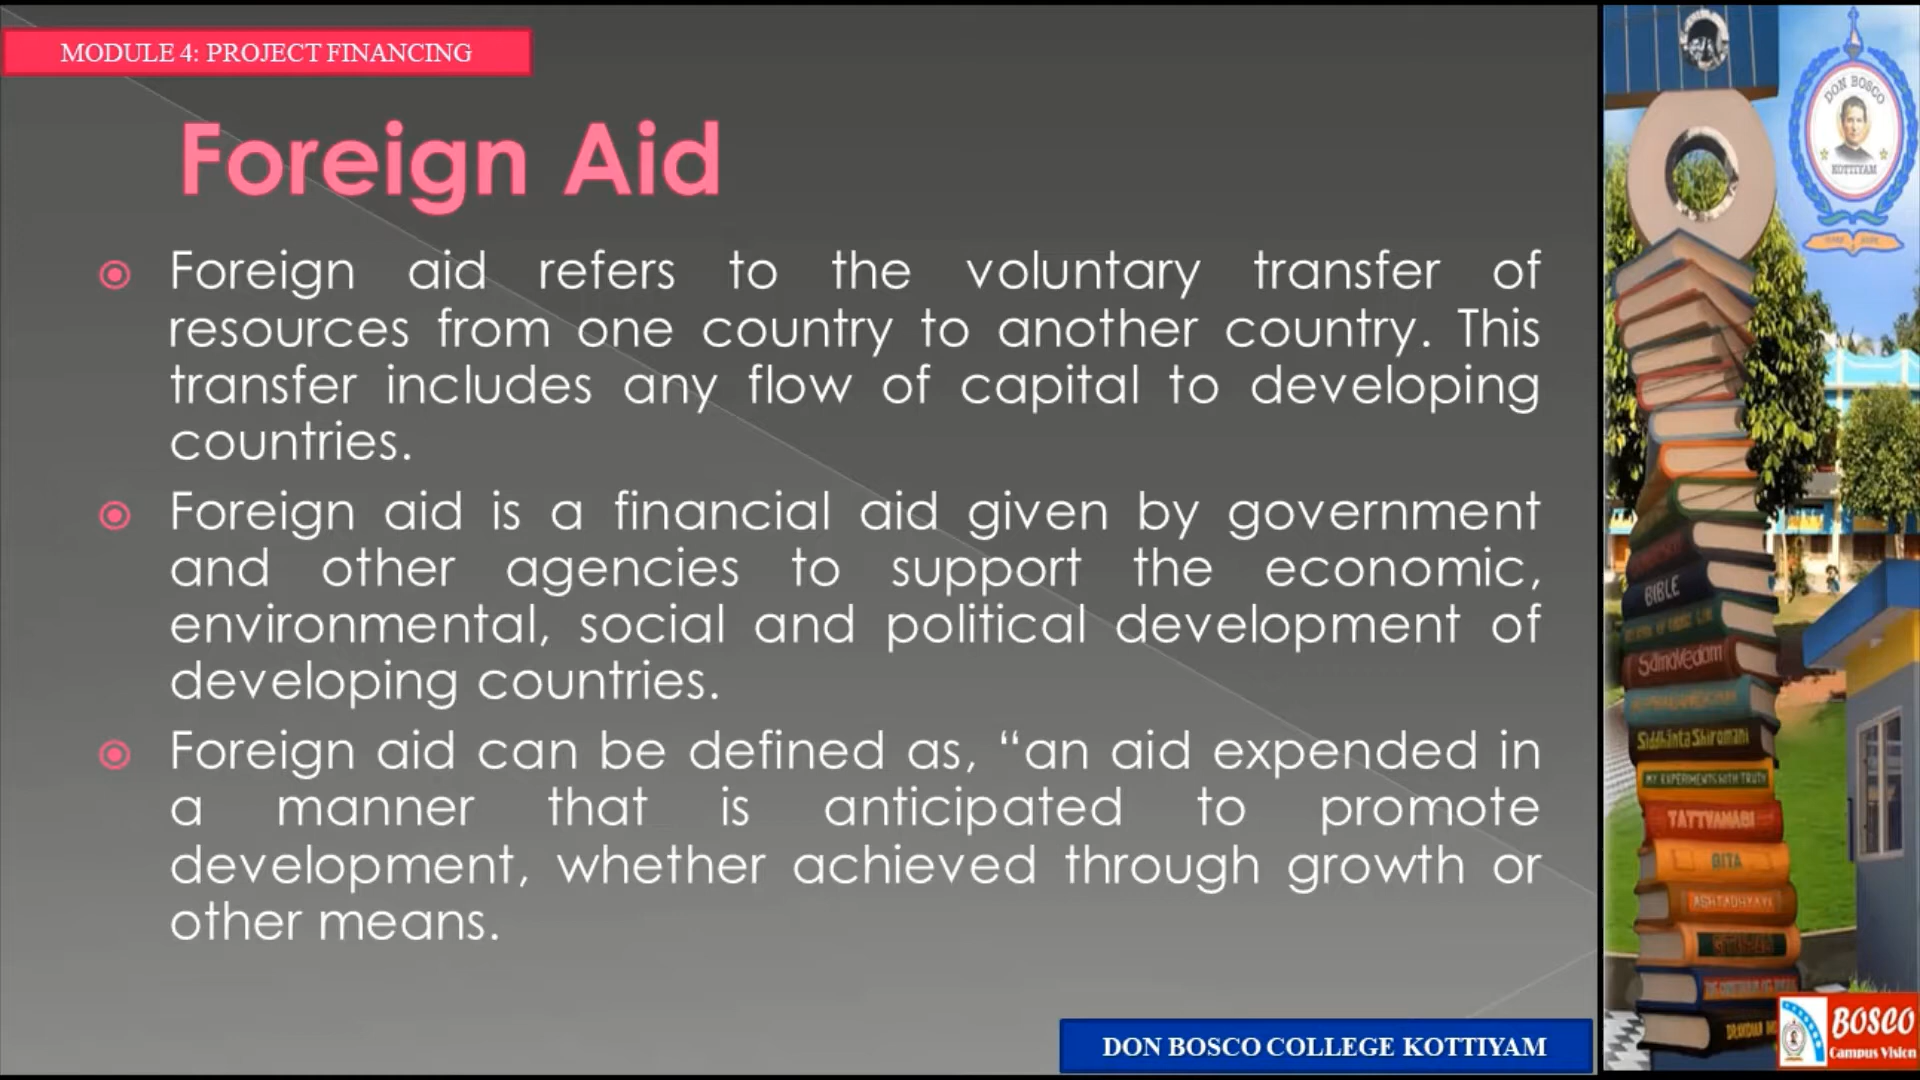 MODULE 4: PROJECT FINANCING
Foreign Aid
Foreign aid refers to the voluntary transfer of
resources from one country to another country. This
transfer includes any flow of capital to developing
countries.
Foreign aid is a financial aid given by government
and other agencies to support the economic,
environmental, social and political development of
developing countries.
Foreign aid can be defined as, “an aid expended in
a manner that is anticipated to promote
development, whether achieved through growth or
other means.
DON BOSCO COLLEGE KOTTIYAM
DON BOSCO
KOTTIYAM
BIBLE
SamaVedam
Siddhanta Shiromani
MY EXPERIMENTS WITH TRUTH
BOSCO
Campus Vision